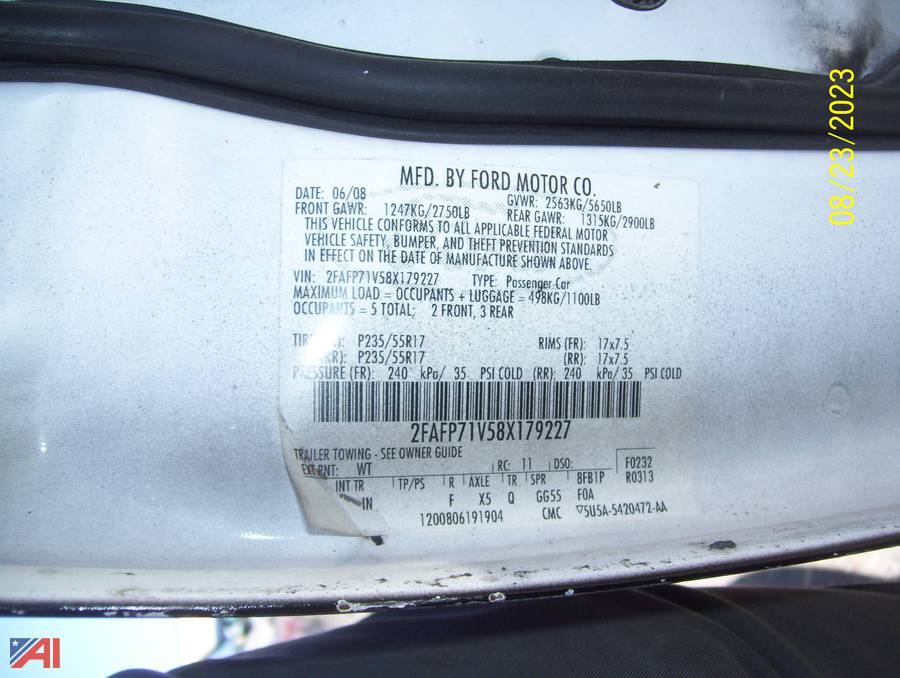 08/23/2023
MFD. BY FORD MOTOR CO.
DATE: 06/08 GVWR: 2563KG/5650LB
FRONT GAWR: 1247KG/2750LB REAR GAWR: 1315KG/2900LB
THIS VEHICLE CONFORMS TO ALL APPLICABLE FEDERAL MOTOR
VEHICLE SAFETY, BUMPER, AND THEFT PREVENTION STANDARDS
IN EFFECT ON THE DATE OF MANUFACTURE SHOWN ABOVE.
VIN: 2FAFP71V58X179227 TYPE: Passenger Car
MAXIMUM LOAD = OCCUPANTS + LUGGAGE = 498KG/1100LB
OCCUPANTS = 5 TOTAL; 2 FRONT, 3 REAR
P235/55R17 RIMS (FR): 17x7.5
(RR): P235/55R17 (RR): 17x7.5
PRESSURE (FR): 240 kPa/ 35 PSI COLD (RR): 240 kPa/ 35 PSI COLD
2FAFP71V58X179227
TRAILER TOWING - SEE OWNER GUIDE
EXT PNT: WT RC: 11 DSO: F0232
INT TR TP/PS R AXLE TR SPR BFB1P R0313
IN F X5 Q GG55 FOA
1200806191904 CMC ▽5U5A-5420472-AA
AI